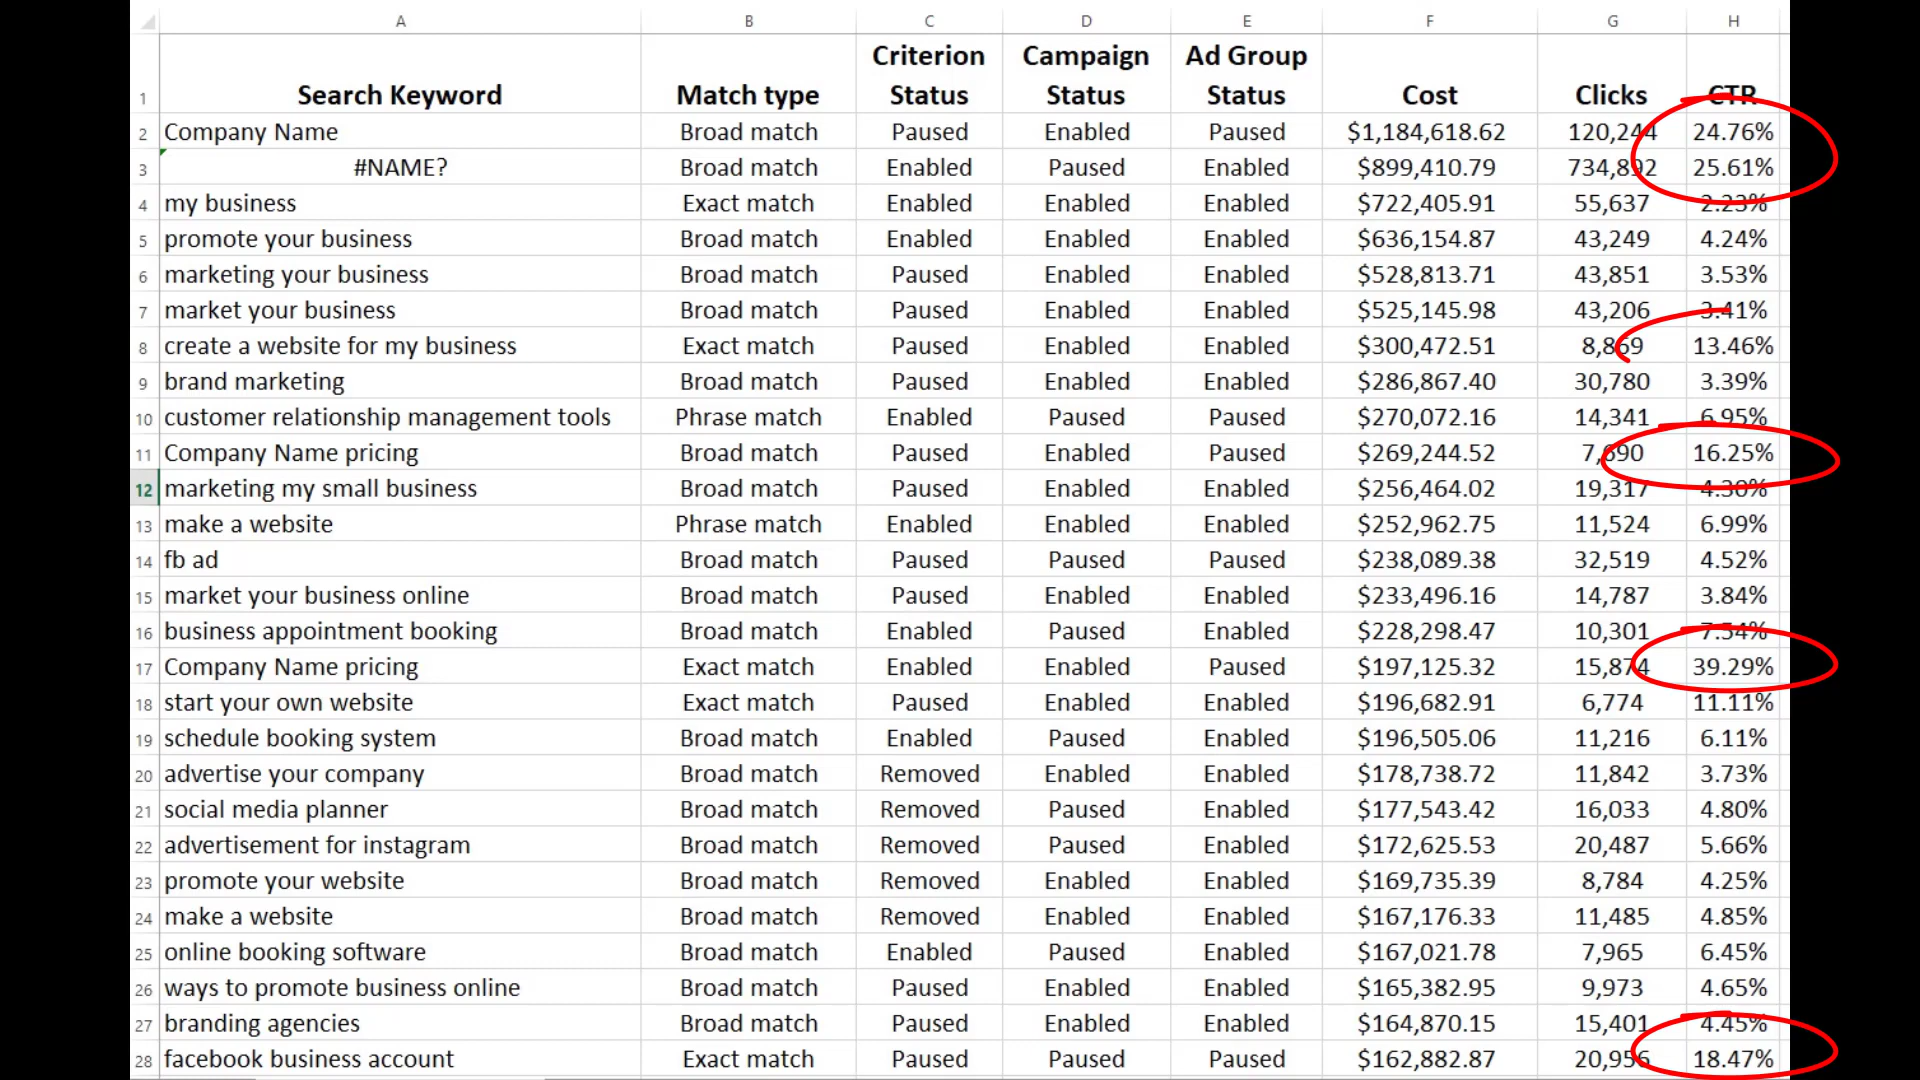 A B C D E F G H
1 Search Keyword Match type Criterion Status Campaign Status Ad Group Status Cost Clicks CTR
2 Company Name Broad match Paused Enabled Paused $1,184,618.62 120,244 24.76%
3 #NAME? Broad match Enabled Paused Enabled $899,410.79 734,892 25.61%
4 my business Exact match Enabled Enabled Enabled $722,405.91 55,637 2.23%
5 promote your business Broad match Enabled Enabled Enabled $636,154.87 43,249 4.24%
6 marketing your business Broad match Paused Enabled Enabled $528,813.71 43,851 3.53%
7 market your business Broad match Paused Enabled Enabled $525,145.98 43,206 3.41%
8 create a website for my business Exact match Paused Enabled Enabled $300,472.51 8,869 13.46%
9 brand marketing Broad match Paused Enabled Enabled $286,867.40 30,780 3.39%
10 customer relationship management tools Phrase match Enabled Paused Paused $270,072.16 14,341 6.95%
11 Company Name pricing Broad match Paused Enabled Paused $269,244.52 7,690 16.25%
12 marketing my small business Broad match Paused Enabled Enabled $256,464.02 19,317 4.30%
13 make a website Phrase match Enabled Enabled Enabled $252,962.75 11,524 6.99%
14 fb ad Broad match Paused Paused Paused $238,089.38 32,519 4.52%
15 market your business online Broad match Paused Enabled Enabled $233,496.16 14,787 3.84%
16 business appointment booking Broad match Enabled Paused Enabled $228,298.47 10,301 7.54%
17 Company Name pricing Exact match Enabled Enabled Paused $197,125.32 15,874 39.29%
18 start your own website Exact match Paused Enabled Enabled $196,682.91 6,774 11.11%
19 schedule booking system Broad match Enabled Paused Enabled $196,505.06 11,216 6.11%
20 advertise your company Broad match Removed Enabled Enabled $178,738.72 11,842 3.73%
21 social media planner Broad match Removed Paused Enabled $177,543.42 16,033 4.80%
22 advertisement for instagram Broad match Removed Paused Enabled $172,625.53 20,487 5.66%
23 promote your website Broad match Removed Enabled Enabled $169,735.39 8,784 4.25%
24 make a website Broad match Removed Enabled Enabled $167,176.33 11,485 4.85%
25 online booking software Broad match Enabled Paused Enabled $167,021.78 7,965 6.45%
26 ways to promote business online Broad match Paused Enabled Enabled $165,382.95 9,973 4.65%
27 branding agencies Broad match Paused Enabled Enabled $164,870.15 15,401 4.45%
28 facebook business account Exact match Paused Paused Paused $162,882.87 20,956 18.47%